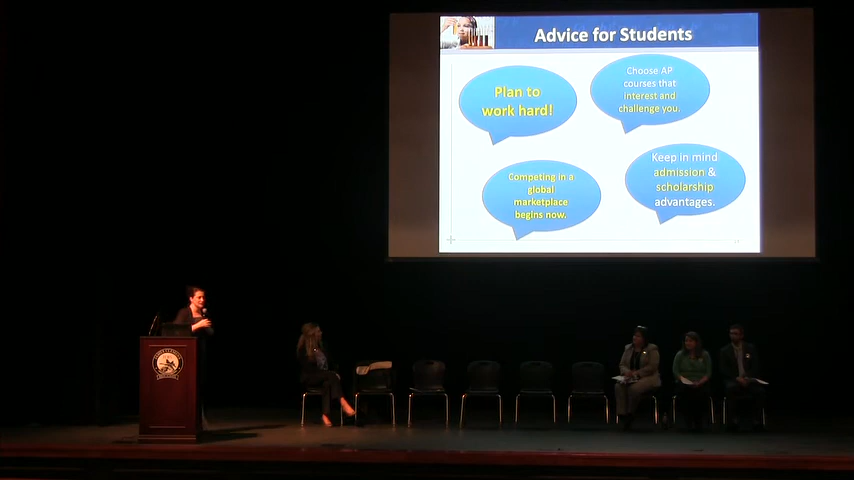 Advice for Students
Plan to
work hard!
Choose AP
courses that
interest and
challenge you.
Competing in a
global
marketplace
begins now.
Keep in mind
admission &
scholarship
advantages.